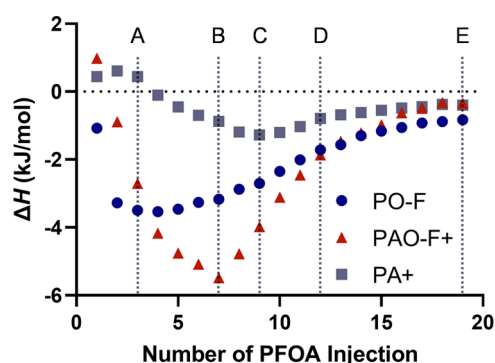 A B C D E
2
0
-2
-4
-6
ΔH (kJ/mol)
PO-F
PAO-F+
PA+
0 5 10 15 20
Number of PFOA Injection